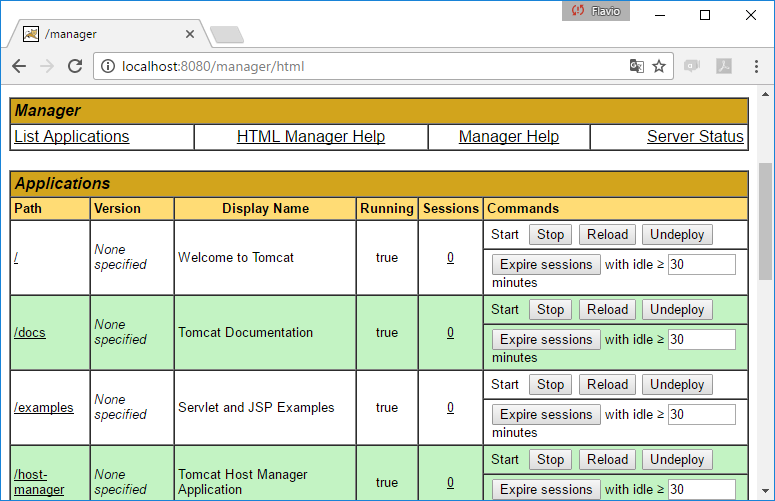 Flavio
/manager
localhost:8080/manager/html
Manager
List Applications HTML Manager Help Manager Help Server Status
Applications
Path Version Display Name Running Sessions Commands
/ None specified Welcome to Tomcat true 0 Start Stop Reload Undeploy
Expire sessions with idle ≥ 30 minutes
/docs None specified Tomcat Documentation true 0 Start Stop Reload Undeploy
Expire sessions with idle ≥ 30 minutes
/examples None specified Servlet and JSP Examples true 0 Start Stop Reload Undeploy
Expire sessions with idle ≥ 30 minutes
/host-manager None specified Tomcat Host Manager Application true 0 Start Stop Reload Undeploy
Expire sessions with idle ≥ 30